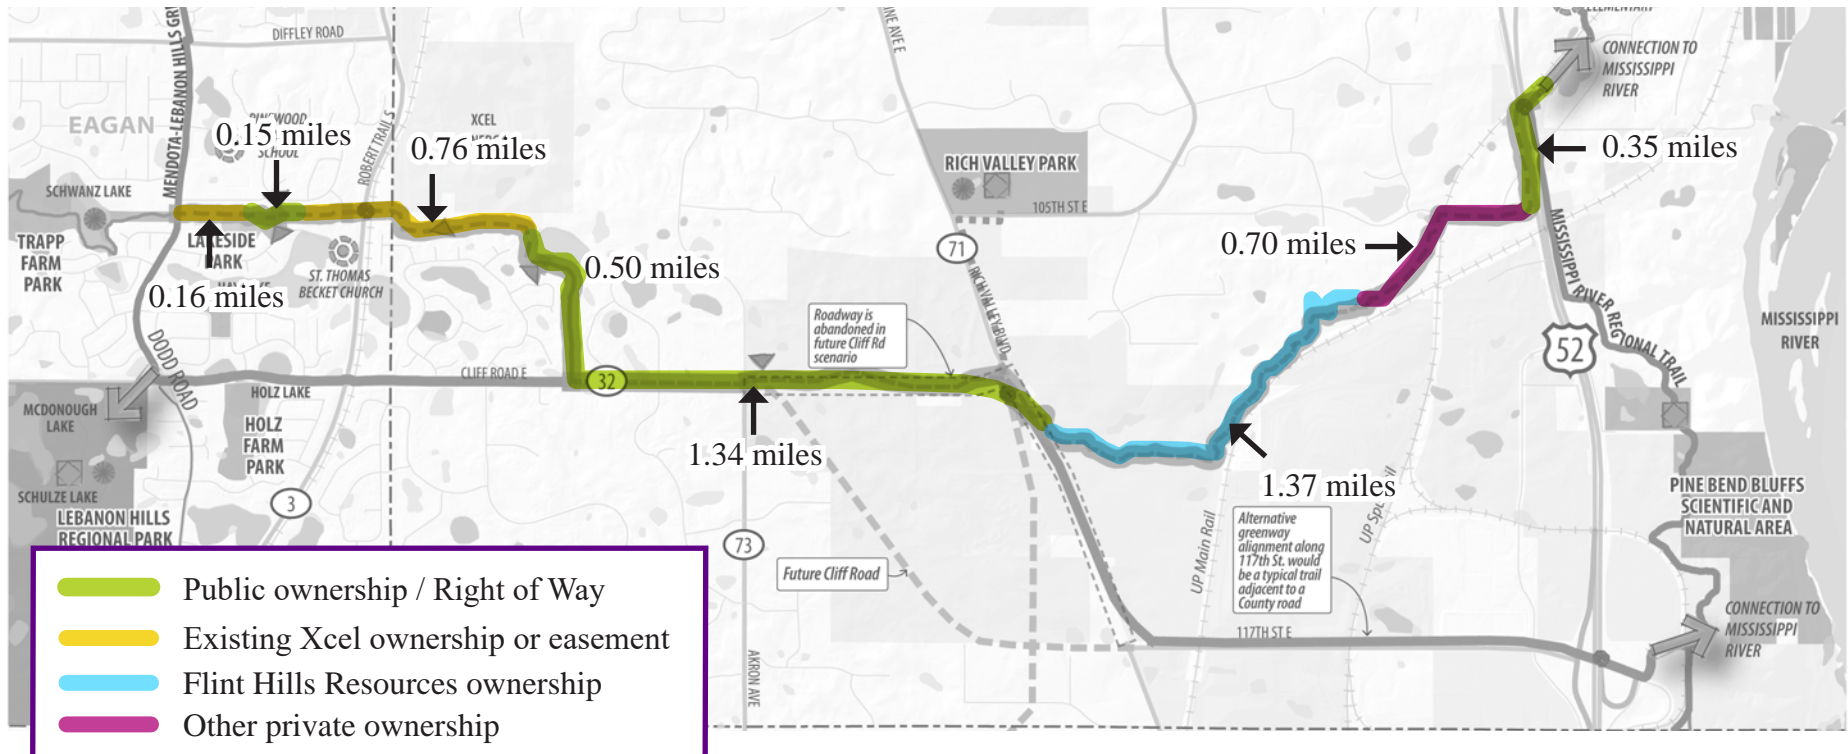 DIFFLEY ROAD
MENDOTA-LEBANON HILLS
EAGAN
SCHOOL
0.15 miles
ROBERT TRAIL S
XCEL
0.76 miles
SCHWANZ LAKE
TRAPP
FARM
PARK
LAKESIDE
PARK
0.16 miles
ST. THOMAS
BECKET CHURCH
0.50 miles
AVE E
RICH VALLEY PARK
105TH ST E
71
RICH VALLEY BLVD
ELEMENTARY
CONNECTION TO
MISSISSIPPI
RIVER
0.35 miles
0.70 miles
MISSISSIPPI RIVER REGIONAL TRAIL
52
MISSISSIPPI
RIVER
Roadway is
abandoned in
future Cliff Rd
scenario
DODD ROAD
HOLZ LAKE
CLIFF ROAD E
32
MCDONOUGH
LAKE
HOLZ
FARM
PARK
1.34 miles
1.37 miles
SCHULZE LAKE
3
LEBANON HILLS
REGIONAL PARK
73
Future Cliff Road
AKRON AVE
UP Main Rail
UP Spur Rail
Alternative
greenway
alignment along
117th St. would
be a typical trail
adjacent to a
County road
117TH ST E
PINE BEND BLUFFS
SCIENTIFIC AND
NATURAL AREA
CONNECTION TO
MISSISSIPPI
RIVER
Public ownership / Right of Way
Existing Xcel ownership or easement
Flint Hills Resources ownership
Other private ownership